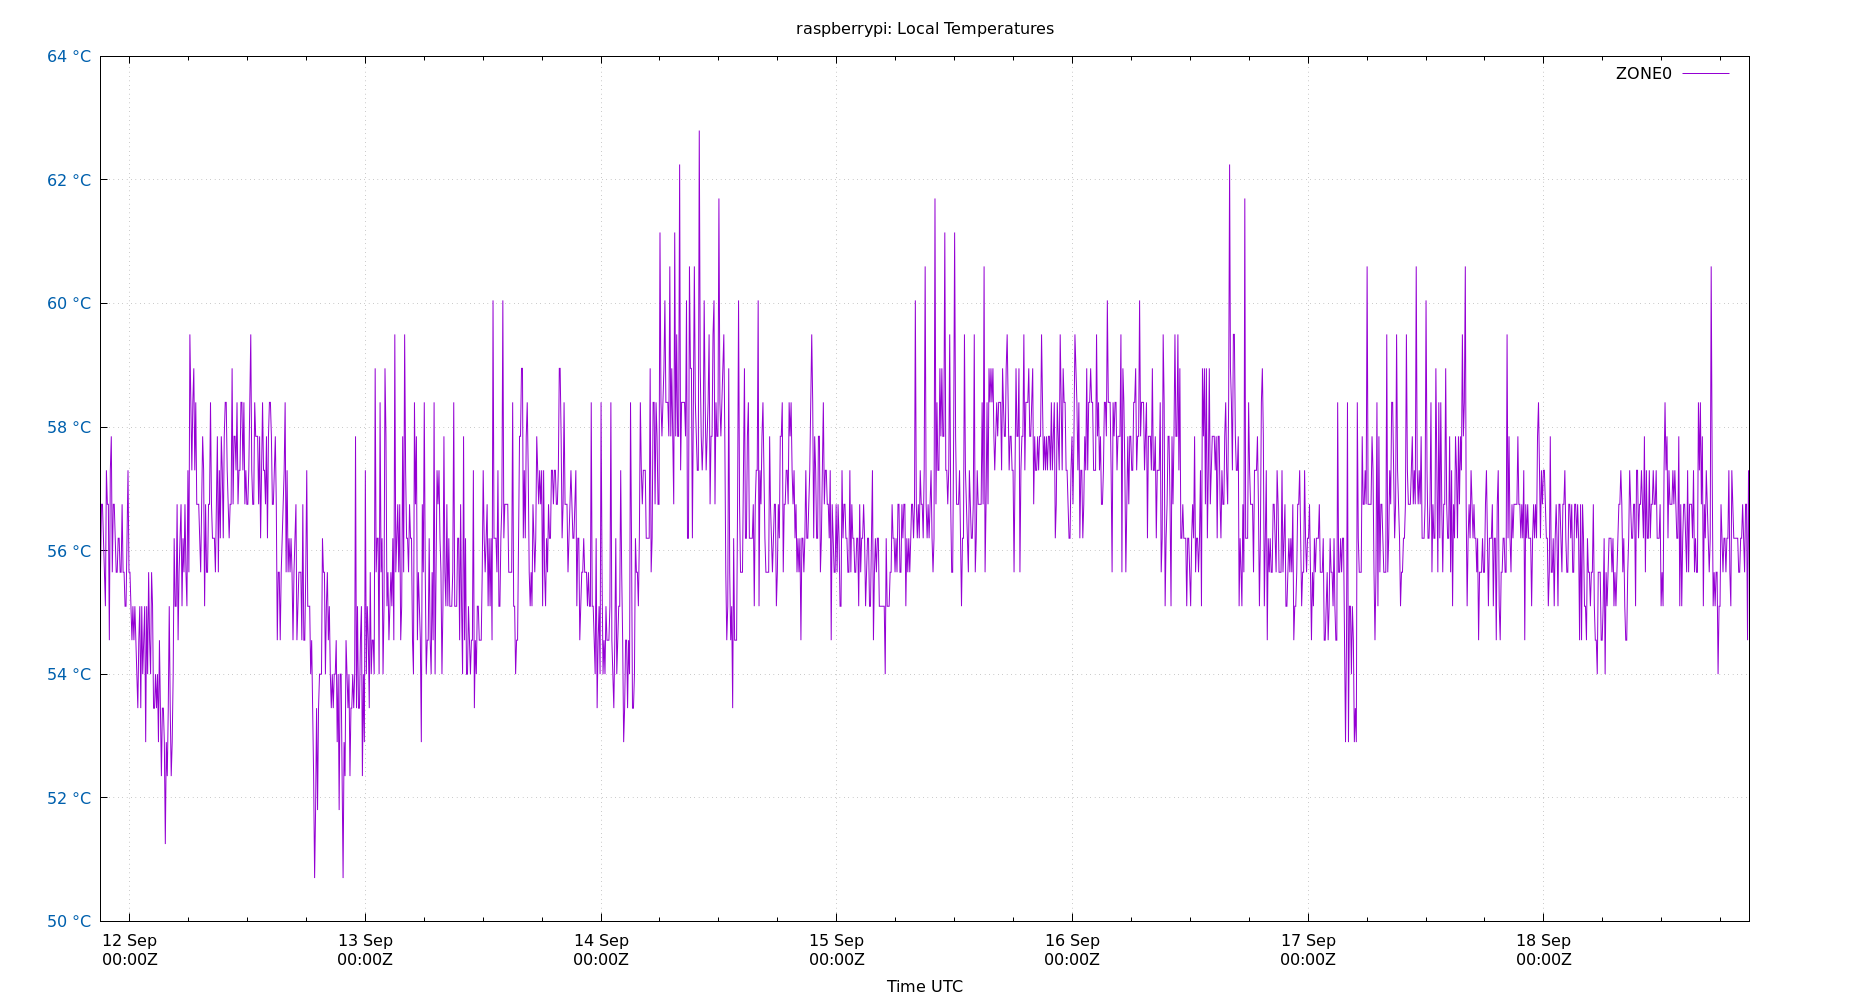 raspberrypi: Local Temperatures
64 °C
ZONE0
62 °C
60 °C
58 °C
56 °C
54 °C
52 °C
50 °C
12 Sep 13 Sep 14 Sep 15 Sep 16 Sep 17 Sep 18 Sep
00:00Z 00:00Z 00:00Z 00:00Z 00:00Z 00:00Z 00:00Z
Time UTC